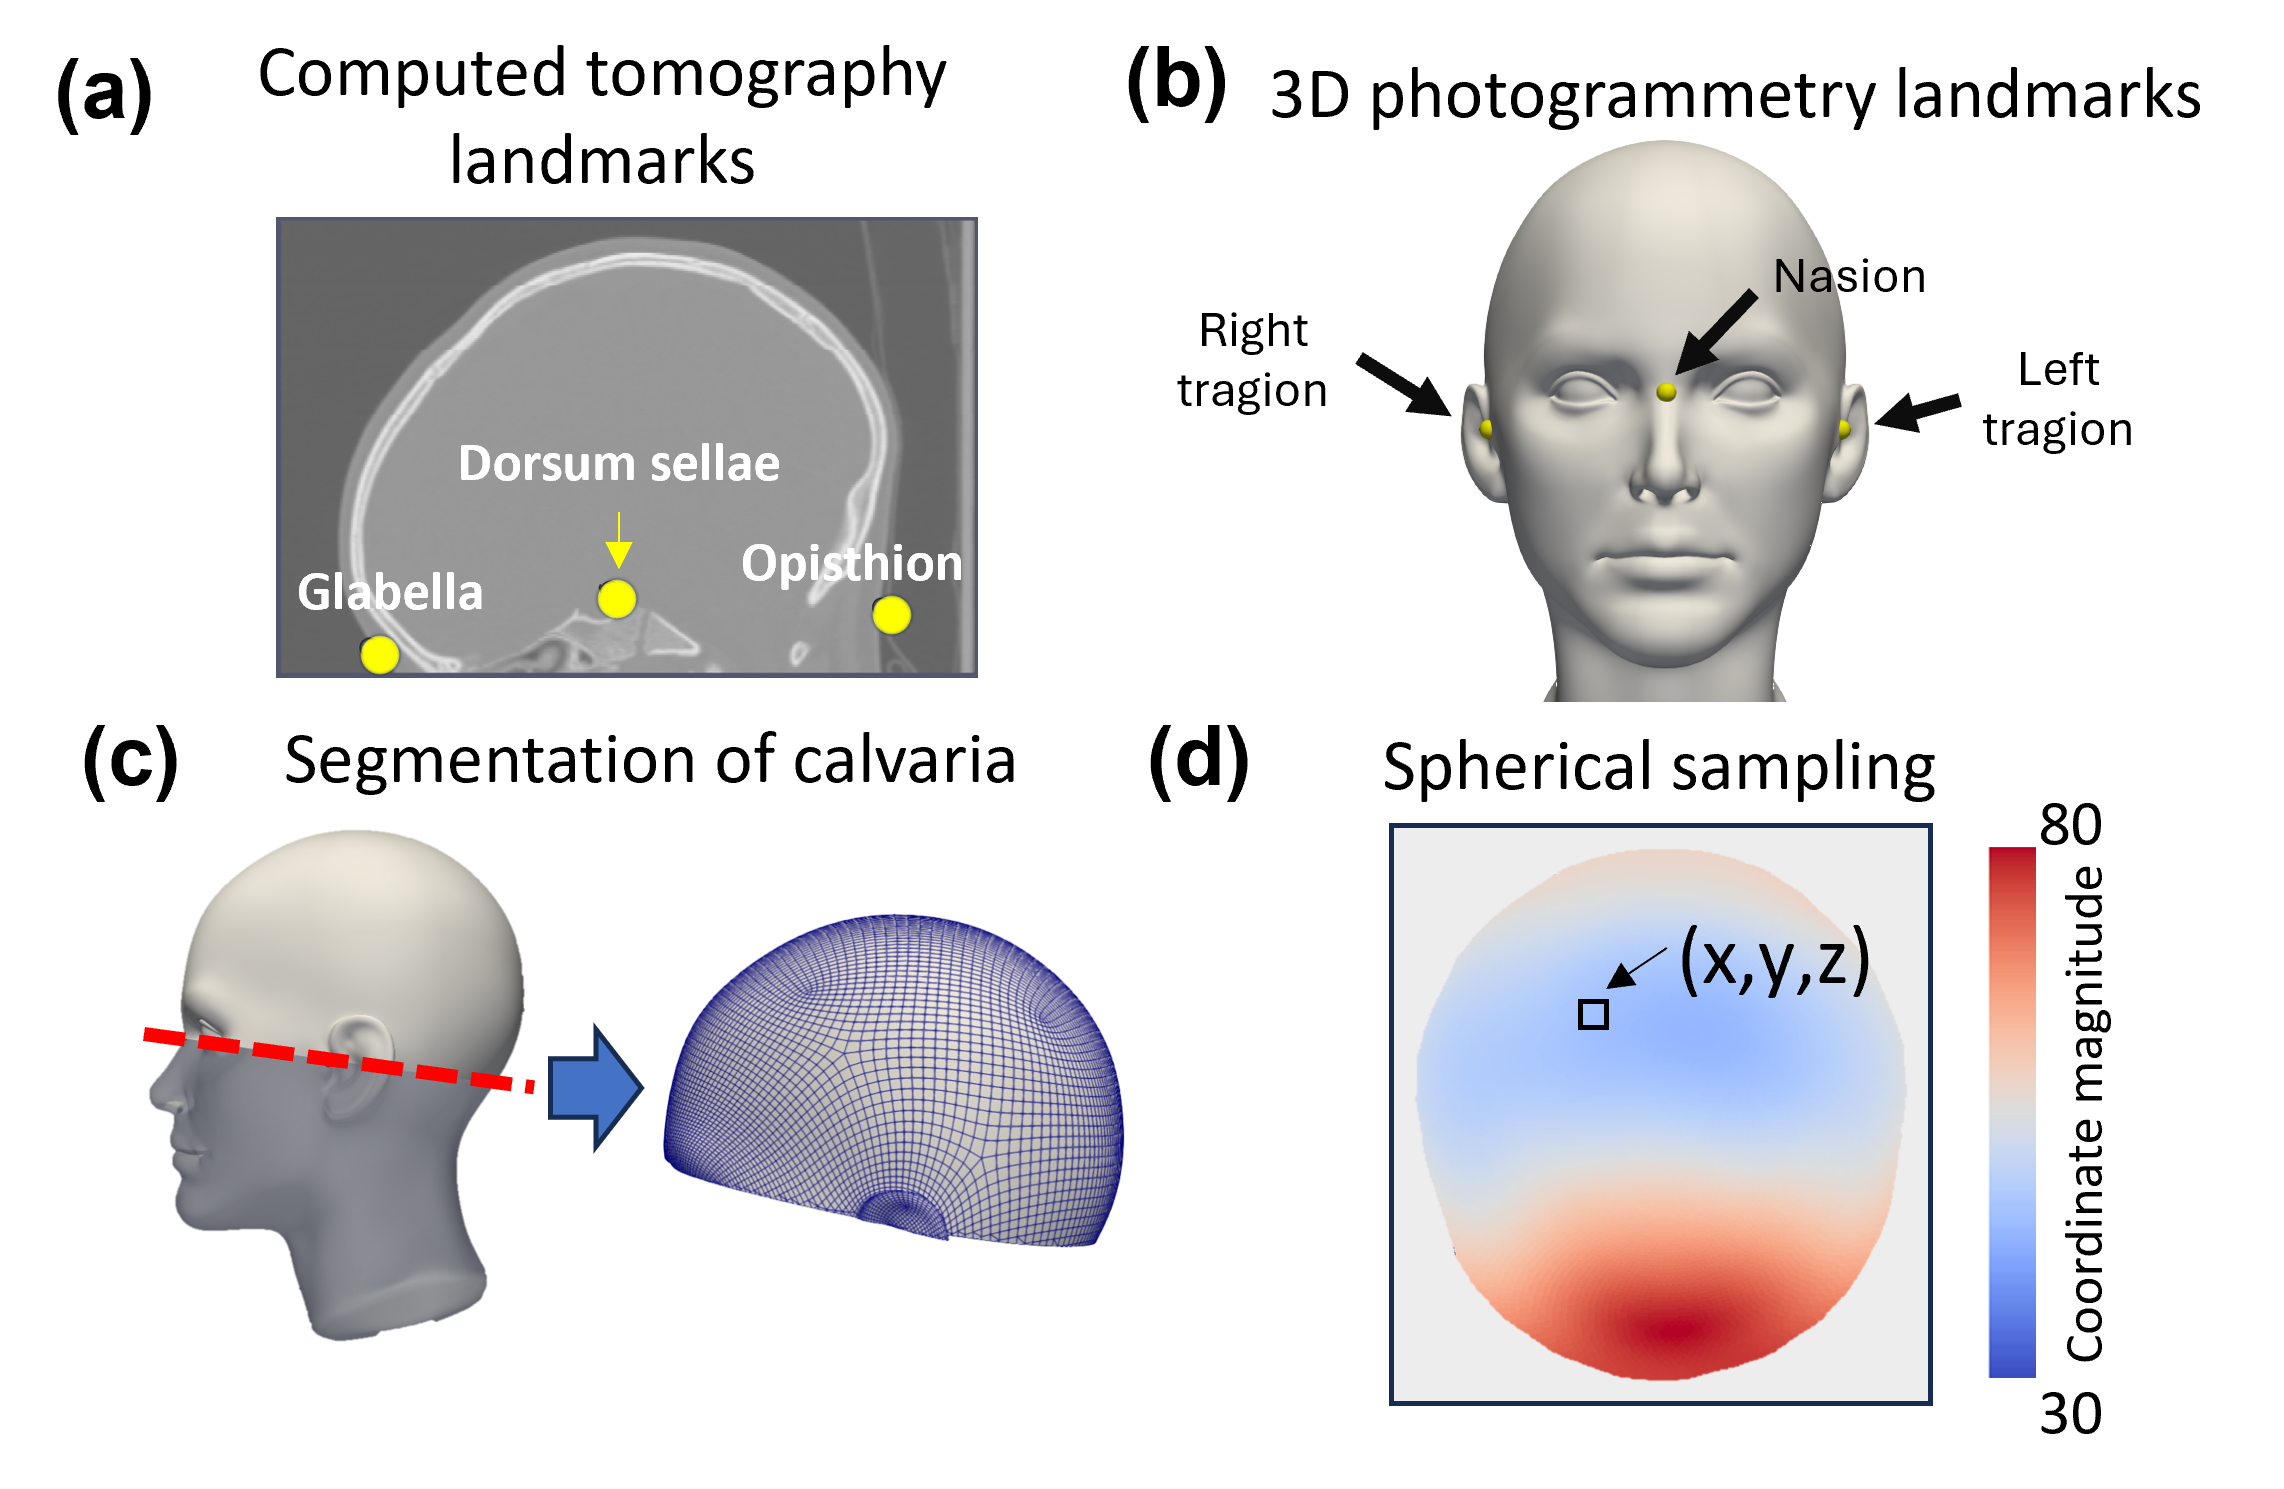 (a)
Computed tomography
landmarks
Dorsum sellae
Opisthion
Glabella
(b)
3D photogrammetry landmarks
Nasion
Right
tragion
Left
tragion
(c)
Segmentation of calvaria
(d)
Spherical sampling
(x,y,z)
80
Coordinate magnitude
30